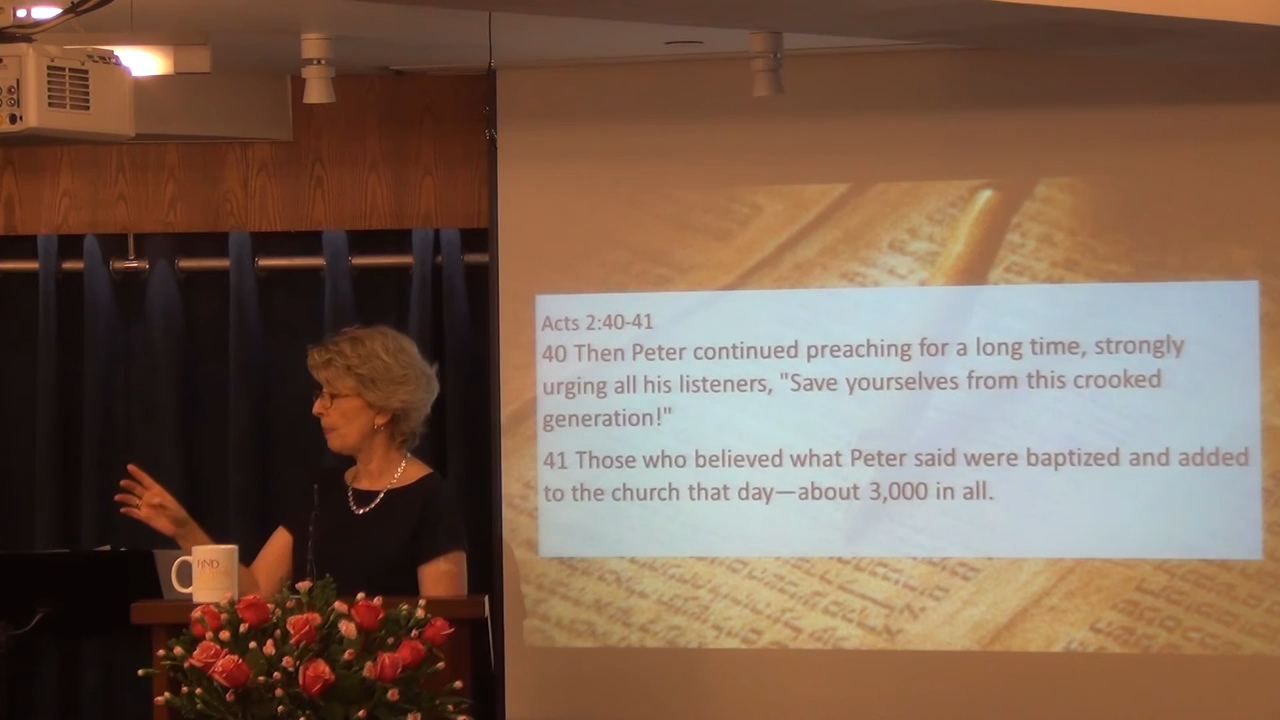 Acts 2:40-41
40 Then Peter continued preaching for a long time, strongly
urging all his listeners, "Save yourselves from this crooked
generation!"
41 Those who believed what Peter said were baptized and added
to the church that day—about 3,000 in all.
FIND